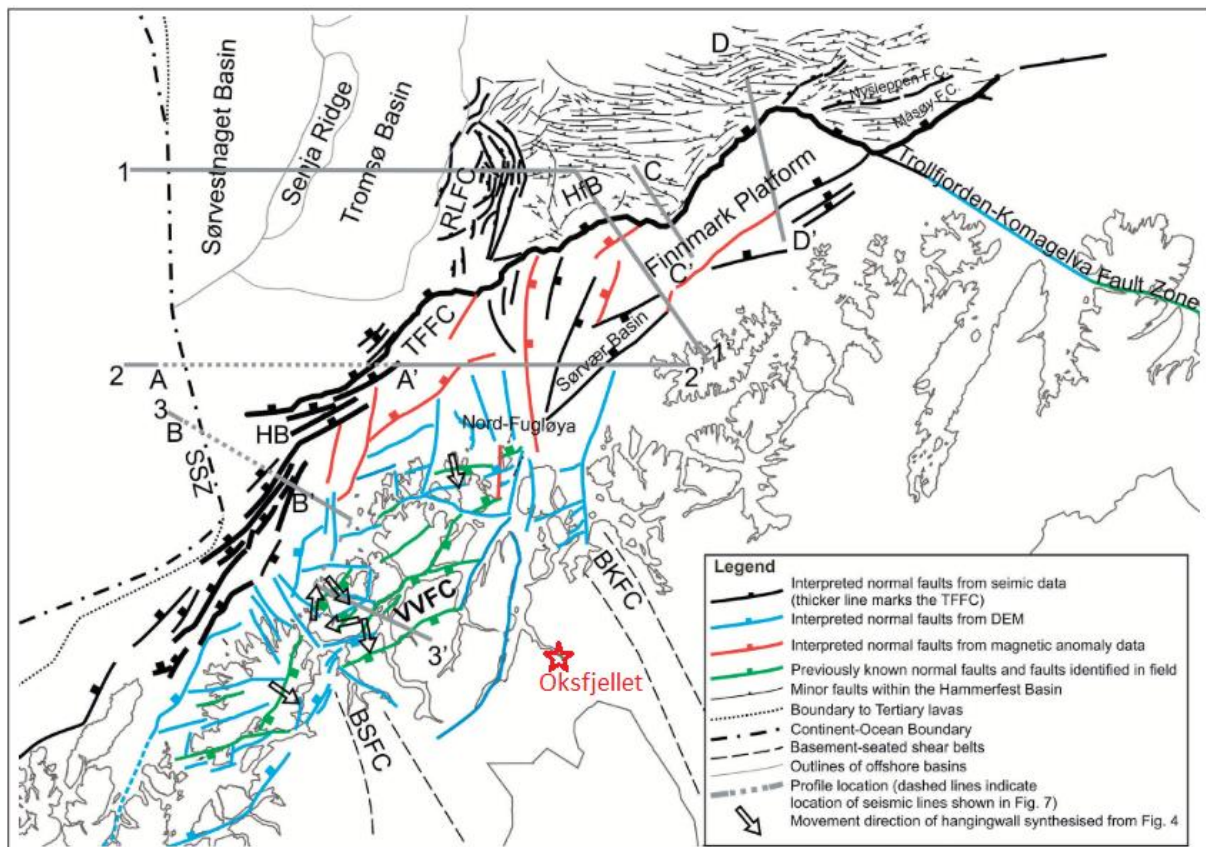 D
Nysleppen F.C.
Måsøy F.C.
Sørvestnaget Basin
Senja Ridge
Tromsø Basin
RLFC
1
HfB
C
Finnmark Platform
Trollfjorden-Komagelva Fault Zone
D'
C'
TFFC
Sørvær Basin
1'
2
A
A'
2'
3
B
HB
Nord-Fugløya
SSZ
B'
BKFC
VVFC
3'
Oksfjellet
BSFC
Legend
Interpreted normal faults from seimic data
(thicker line marks the TFFC)
Interpreted normal faults from DEM
Interpreted normal faults from magnetic anomaly data
Previously known normal faults and faults identified in field
Minor faults within the Hammerfest Basin
Boundary to Tertiary lavas
Continent-Ocean Boundary
Basement-seated shear belts
Outlines of offshore basins
Profile location (dashed lines indicate
location of seismic lines shown in Fig. 7)
Movement direction of hangingwall synthesised from Fig. 4